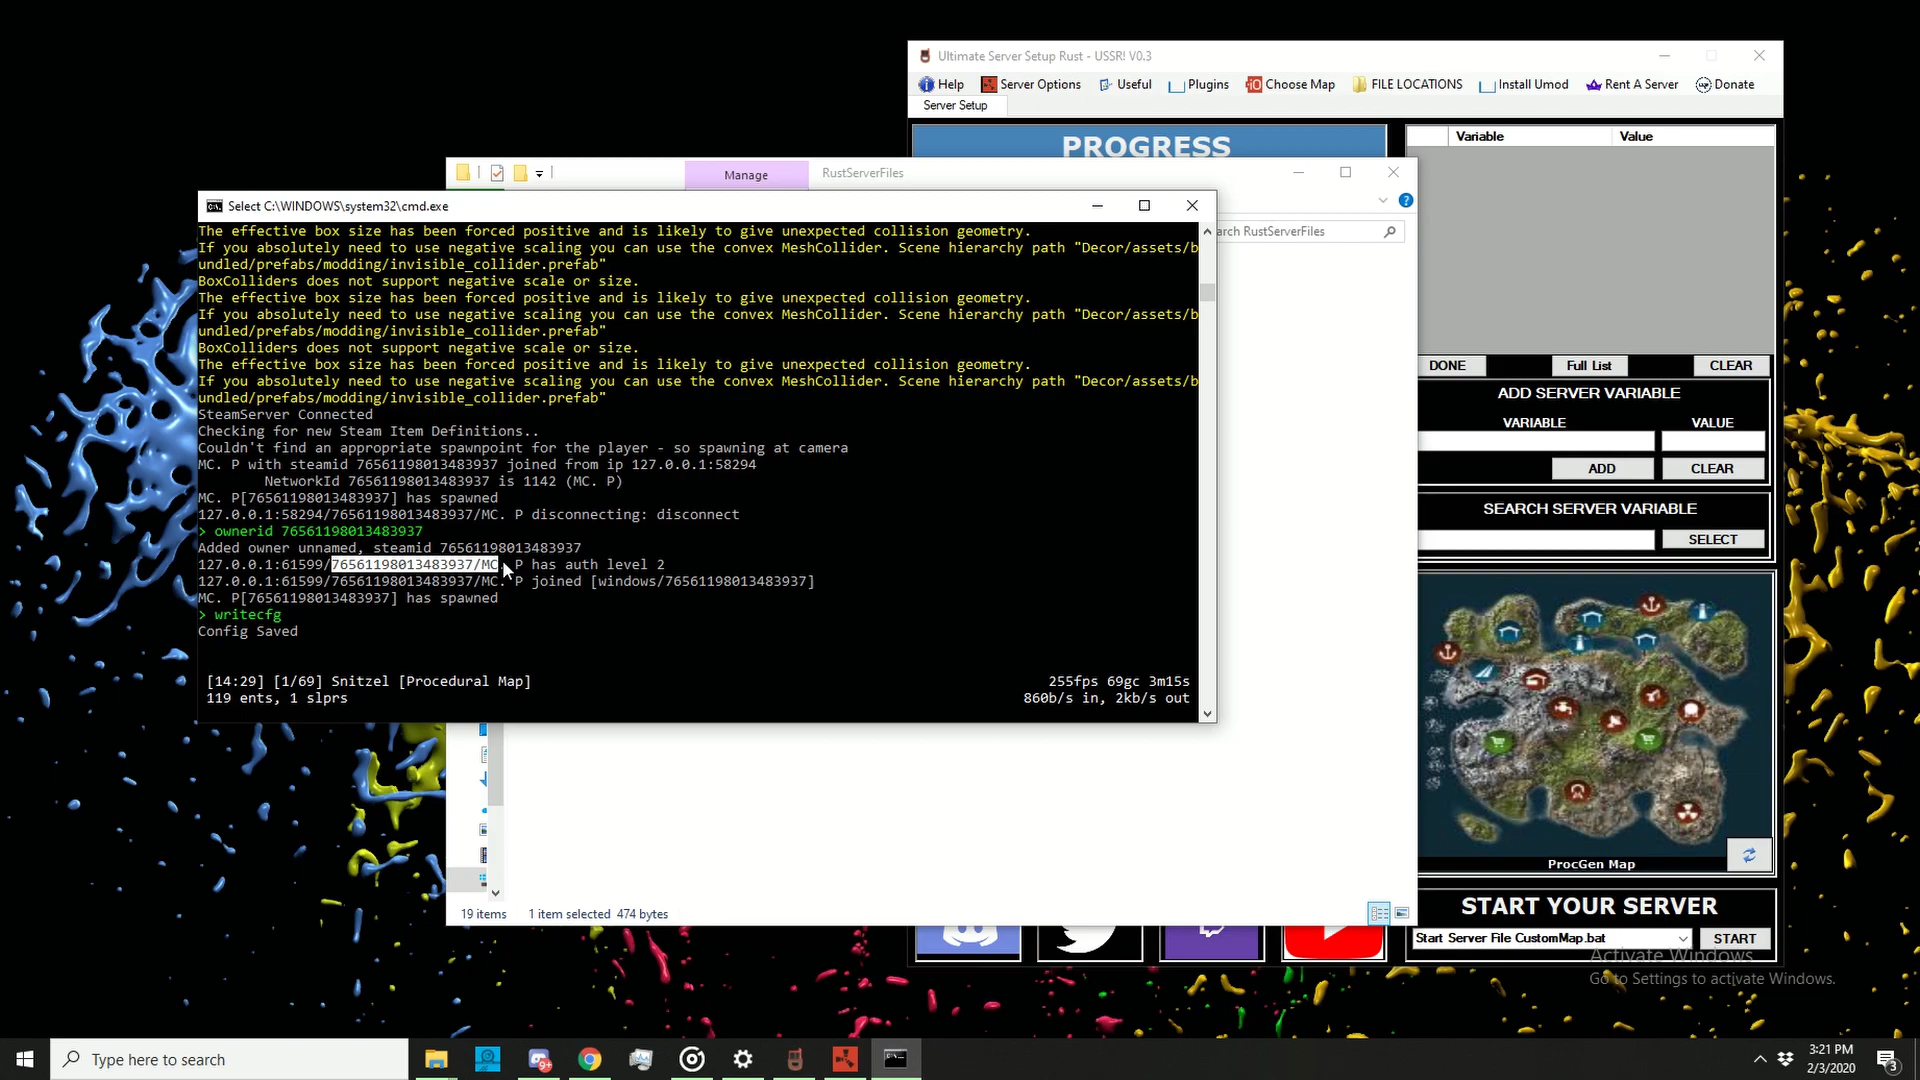 Ultimate Server Setup Rust - USSR! V0.3
Help Server Options Useful Plugins Choose Map FILE LOCATIONS Install Umod Rent A Server Donate
Server Setup
PROGRESS
Variable Value
Manage RustServerFiles
arch RustServerFiles
Select C:\WINDOWS\system32\cmd.exe
The effective box size has been forced positive and is likely to give unexpected collision geometry.
If you absolutely need to use negative scaling you can use the convex MeshCollider. Scene hierarchy path "Decor/assets/b
undled/prefabs/modding/invisible_collider.prefab"
BoxColliders does not support negative scale or size.
The effective box size has been forced positive and is likely to give unexpected collision geometry.
If you absolutely need to use negative scaling you can use the convex MeshCollider. Scene hierarchy path "Decor/assets/b
undled/prefabs/modding/invisible_collider.prefab"
BoxColliders does not support negative scale or size.
The effective box size has been forced positive and is likely to give unexpected collision geometry.
If you absolutely need to use negative scaling you can use the convex MeshCollider. Scene hierarchy path "Decor/assets/b
undled/prefabs/modding/invisible_collider.prefab"
SteamServer Connected
Checking for new Steam Item Definitions..
Couldn't find an appropriate spawnpoint for the player - so spawning at camera
MC. P with steamid 76561198013483937 joined from ip 127.0.0.1:58294
NetworkId 76561198013483937 is 1142 (MC. P)
MC. P[76561198013483937] has spawned
127.0.0.1:58294/76561198013483937/MC. P disconnecting: disconnect
> ownerid 76561198013483937
Added owner unnamed, steamid 76561198013483937
127.0.0.1:61599/76561198013483937/MC. P has auth level 2
127.0.0.1:61599/76561198013483937/MC. P joined [windows/76561198013483937]
MC. P[76561198013483937] has spawned
> writecfg
Config Saved
[14:29] [1/69] Snitzel [Procedural Map] 255fps 69gc 3m15s
119 ents, 1 slprs 860b/s in, 2kb/s out
DONE Full List CLEAR
ADD SERVER VARIABLE
VARIABLE VALUE
ADD CLEAR
SEARCH SERVER VARIABLE
SELECT
ProcGen Map
START YOUR SERVER
Start Server File CustomMap.bat START
19 items 1 item selected 474 bytes
Activate Windows
Go to Settings to activate Windows.
Type here to search
9+
3:21 PM
2/3/2020
3